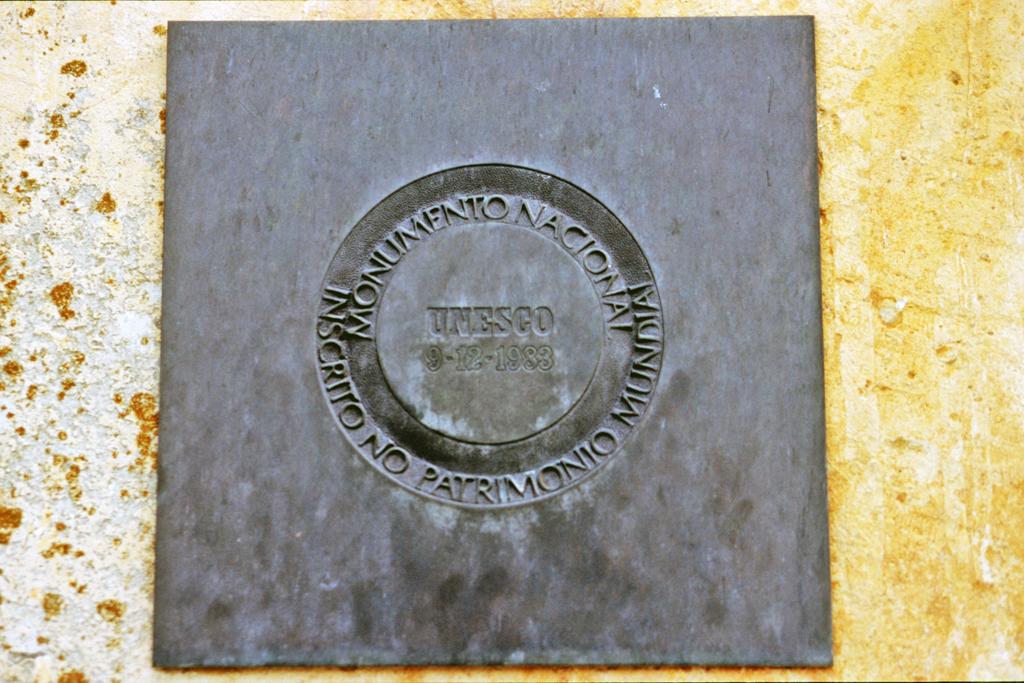 MONUMENTO NACIONAL
UNESCO
9-12-1983
INSCRITO NO PATRIMONIO MUNDIAL